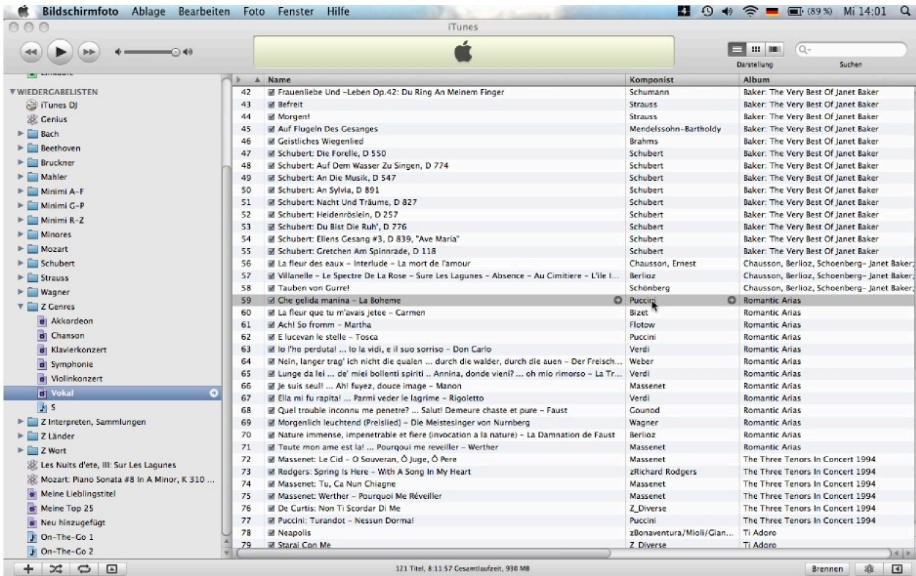 Bildschirmfoto Ablage Bearbeiten Foto Fenster Hilfe 4 (89 %) Mi 14:01
iTunes
Darstellung Suchen
WIEDERGABELISTEN
iTunes DJ
Genius
Bach
Beethoven
Bruckner
Mahler
Minimi A-F
Minimi G-P
Minimi R-Z
Minores
Mozart
Schubert
Strauss
Wagner
Z Genres
Akkordeon
Chanson
Klavierkonzert
Symphonie
Violinkonzert
Vokal
S
Z Interpreten, Sammlungen
Z Länder
Z Wort
Les Nuits d'ete, III: Sur Les Lagunes
Mozart: Piano Sonata #8 In A Minor, K 310 ...
Meine Lieblingstitel
Meine Top 25
Neu hinzugefügt
On-The-Go 1
On-The-Go 2
Name Komponist Album
42 Frauenliebe Und -Leben Op.42: Du Ring An Meinem Finger Schumann Baker: The Very Best Of Janet Baker
43 Befreit Strauss Baker: The Very Best Of Janet Baker
44 Morgen! Strauss Baker: The Very Best Of Janet Baker
45 Auf Flugeln Des Gesanges Mendelssohn-Bartholdy Baker: The Very Best Of Janet Baker
46 Geistliches Wiegenlied Brahms Baker: The Very Best Of Janet Baker
47 Schubert: Die Forelle, D 550 Schubert Baker: The Very Best Of Janet Baker
48 Schubert: Auf Dem Wasser Zu Singen, D 774 Schubert Baker: The Very Best Of Janet Baker
49 Schubert: An Die Musik, D 547 Schubert Baker: The Very Best Of Janet Baker
50 Schubert: An Sylvia, D 891 Schubert Baker: The Very Best Of Janet Baker
51 Schubert: Nacht Und Träume, D 827 Schubert Baker: The Very Best Of Janet Baker
52 Schubert: Heidenröslein, D 257 Schubert Baker: The Very Best Of Janet Baker
53 Schubert: Du Bist Die Ruh', D 776 Schubert Baker: The Very Best Of Janet Baker
54 Schubert: Ellens Gesang #3, D 839, "Ave Maria" Schubert Baker: The Very Best Of Janet Baker
55 Schubert: Gretchen Am Spinnrade, D 118 Schubert Baker: The Very Best Of Janet Baker
56 La fleur des eaux - Interlude - La mort de l'amour Chausson, Ernest Chausson, Berlioz, Schoenberg- Janet Baker;
57 Villanelle - Le Spectre De La Rose - Sure Les Lagunes - Absence - Au Cimitiere - L'ile I... Berlioz Chausson, Berlioz, Schoenberg- Janet Baker;
58 Tauben von Gurre! Schönberg Chausson, Berlioz, Schoenberg- Janet Baker;
59 Che gelida manina - La Boheme Puccini Romantic Arias
60 La fleur que tu m'avais jetee - Carmen Bizet Romantic Arias
61 Ach! So fromm - Martha Flotow Romantic Arias
62 E lucevan le stelle - Tosca Puccini Romantic Arias
63 Io l'ho perduta! ... Io la vidi, e il suo sorriso - Don Carlo Verdi Romantic Arias
64 Nein, langer trag' ich nicht die qualen ... durch die walder, durch die auen - Der Freisch... Weber Romantic Arias
65 Lunge da lei ... de' miei bollenti spiriti .. Annina, donde vieni? ... oh mio rimorso - La Tr... Verdi Romantic Arias
66 Je suis seul! ... Ah! fuyez, douce image - Manon Massenet Romantic Arias
67 Ella mi fu rapita! ... Parmi veder le lagrime - Rigoletto Verdi Romantic Arias
68 Quel trouble inconnu me penetre? ... Salut! Demeure chaste et pure - Faust Gounod Romantic Arias
69 Morgenlich leuchtend (Preislied) - Die Meistesinger von Nurnberg Wagner Romantic Arias
70 Nature immense, impenetrable et fiere (invocation a la nature) - La Damnation de Faust Berlioz Romantic Arias
71 Toute mon ame est la! ... Pourqoui me reveiller - Werther Massenet Romantic Arias
72 Massenet: Le Cid - O Souveran, Ô Juge, Ô Pere Massenet The Three Tenors In Concert 1994
73 Rodgers: Spring Is Here - With A Song In My Heart zRichard Rodgers The Three Tenors In Concert 1994
74 Massenet: Tu, Ca Nun Chiagne Massenet The Three Tenors In Concert 1994
75 Massenet: Werther - Pourquoi Me Réveiller Massenet The Three Tenors In Concert 1994
76 De Curtis: Non Ti Scordar Di Me Z_Diverse The Three Tenors In Concert 1994
77 Puccini: Turandot - Nessun Dorma! Puccini The Three Tenors In Concert 1994
78 Neapolis zBonaventura/Mioli/Gian... Ti Adoro
79 Starai Con Me Z Diverse Ti Adoro
121 Titel, 8:11:57 Gesamtlaufzeit, 930 MB Brennen